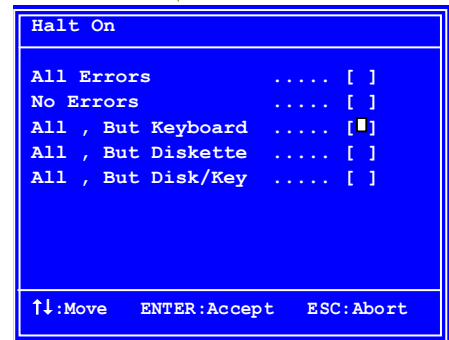 Halt On
All Errors ..... [ ]
No Errors ..... [ ]
All , But Keyboard ..... [ ]
All , But Diskette ..... [ ]
All , But Disk/Key ..... [ ]
↑↓:Move ENTER:Accept ESC:Abort